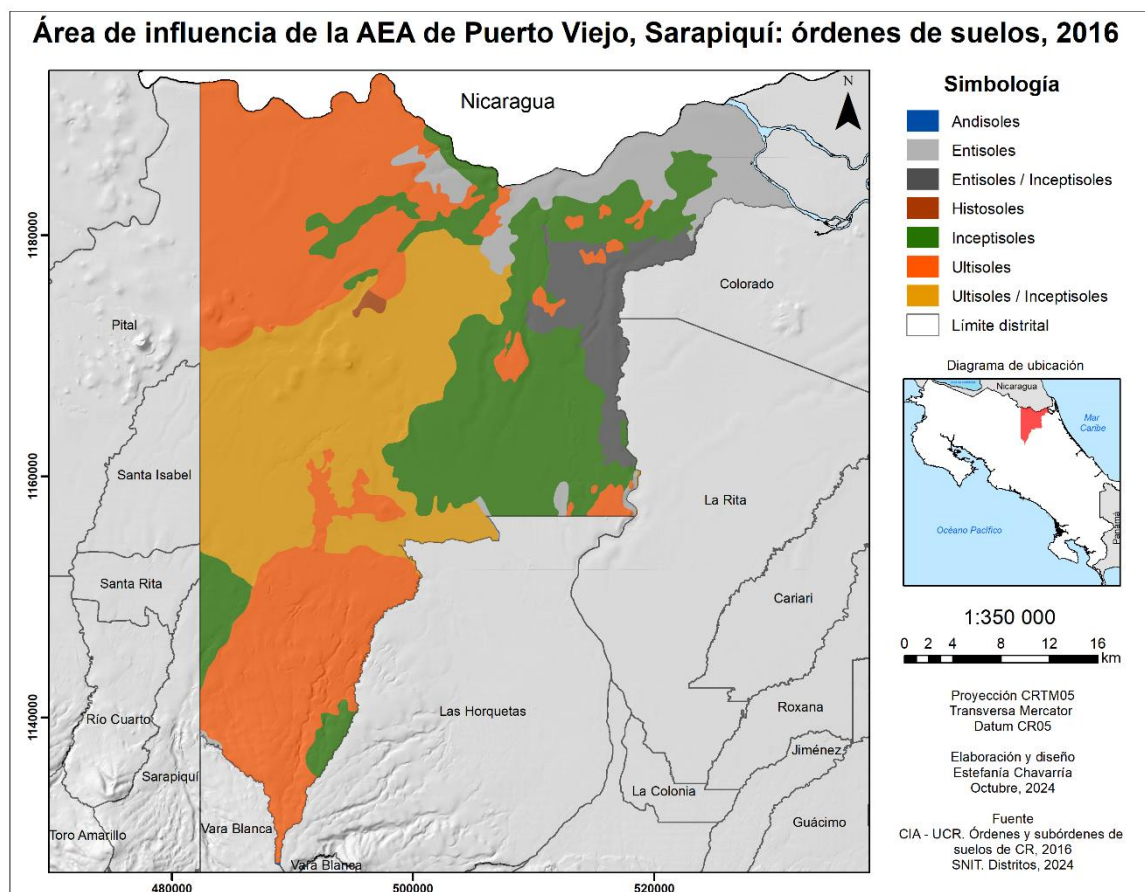 Área de influencia de la AEA de Puerto Viejo, Sarapiquí: órdenes de suelos, 2016
Nicaragua
N
Colorado
Pital
Santa Isabel
La Rita
Santa Rita
Cariari
Las Horquetas
Río Cuarto
Roxana
Jiménez
Sarapiquí
La Colonia
Toro Amarillo
Vara Blanca
Guácimo
Vara Blanca
1180000
1160000
1140000
480000
500000
520000
Simbología
Andisoles
Entisoles
Entisoles / Inceptisoles
Histosoles
Inceptisoles
Ultisoles
Ultisoles / Inceptisoles
Límite distrital
Diagrama de ubicación
Nicaragua
Mar
Caribe
Océano Pacífico
Panamá
1:350 000
0 2 4 8 12 16
km
Proyección CRTM05
Transversa Mercator
Datum CR05
Elaboración y diseño
Estefanía Chavarría
Octubre, 2024
Fuente
CIA - UCR. Órdenes y subórdenes de
suelos de CR, 2016
SNIT. Distritos, 2024